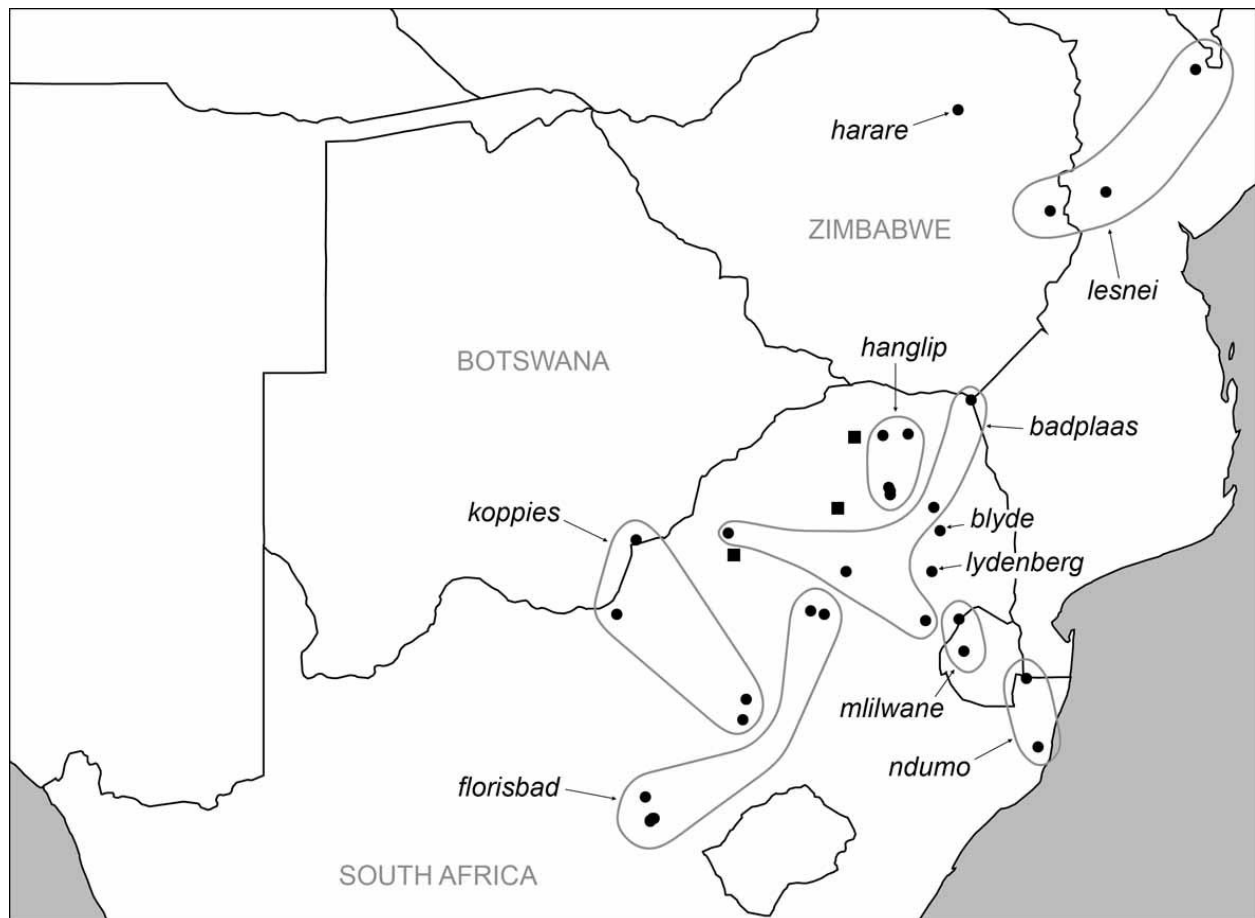 harare
ZIMBABWE
lesnei
hanglip
BOTSWANA
badplaas
koppies
blyde
lydenberg
mlilwane
ndumo
florisbad
SOUTH AFRICA